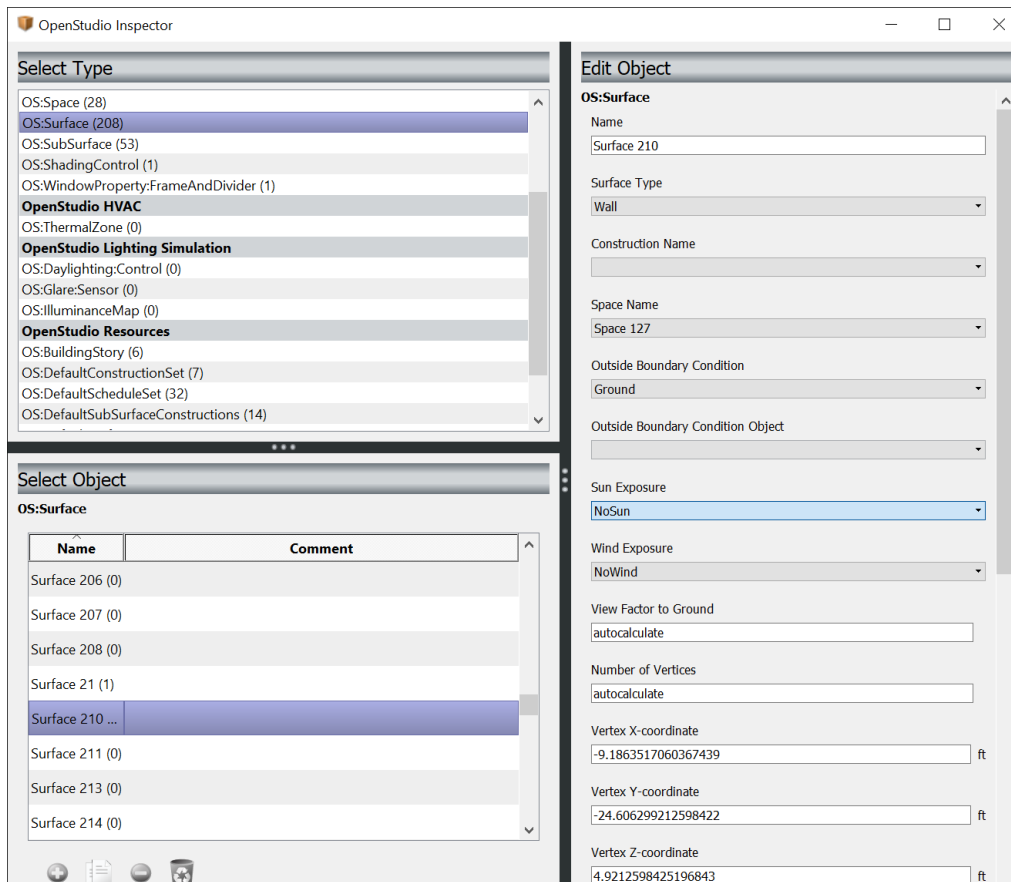 OpenStudio Inspector
Select Type
OS:Space (28)
OS:Surface (208)
OS:SubSurface (53)
OS:ShadingControl (1)
OS:WindowProperty:FrameAndDivider (1)
OpenStudio HVAC
OS:ThermalZone (0)
OpenStudio Lighting Simulation
OS:Daylighting:Control (0)
OS:Glare:Sensor (0)
OS:IlluminanceMap (0)
OpenStudio Resources
OS:BuildingStory (6)
OS:DefaultConstructionSet (7)
OS:DefaultScheduleSet (32)
OS:DefaultSubSurfaceConstructions (14)
Select Object
OS:Surface
Name Comment
Surface 206 (0)
Surface 207 (0)
Surface 208 (0)
Surface 21 (1)
Surface 210 ...
Surface 211 (0)
Surface 213 (0)
Surface 214 (0)
Edit Object
OS:Surface
Name
Surface 210
Surface Type
Wall
Construction Name
Space Name
Space 127
Outside Boundary Condition
Ground
Outside Boundary Condition Object
Sun Exposure
NoSun
Wind Exposure
NoWind
View Factor to Ground
autocalculate
Number of Vertices
autocalculate
Vertex X-coordinate
-9.1863517060367439 ft
Vertex Y-coordinate
-24.606299212598422 ft
Vertex Z-coordinate
4.9212598425196843 ft